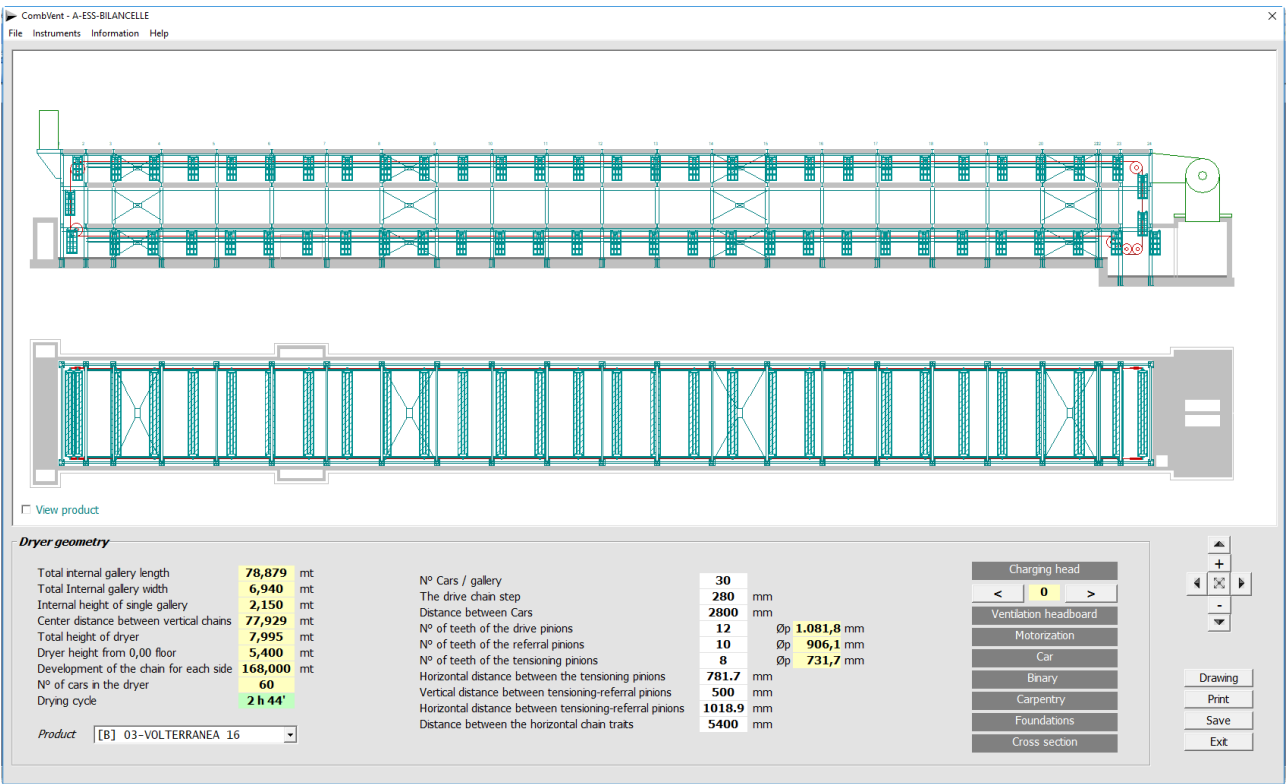 CombVent - A-ESS-BILANCELLE
File Instruments Information Help
View product
Dryer geometry
Total internal gallery length 78,879 mt
Total Internal gallery width 6,940 mt
Internal height of single gallery 2,150 mt
Center distance between vertical chains 77,929 mt
Total height of dryer 7,995 mt
Dryer height from 0,00 floor 5,400 mt
Development of the chain for each side 168,000 mt
Nº of cars in the dryer 60
Drying cycle 2 h 44'
Product [B] 03-VOLTERRANEA 16
Nº Cars / gallery 30
The drive chain step 280 mm
Distance between Cars 2800 mm
Nº of teeth of the drive pinions 12 Øp 1.081,8 mm
Nº of teeth of the referral pinions 10 Øp 906,1 mm
Nº of teeth of the tensioning pinions 8 Øp 731,7 mm
Horizontal distance between the tensioning pinions 781.7 mm
Vertical distance between tensioning-referral pinions 500 mm
Horizontal distance between tensioning-referral pinions 1018.9 mm
Distance between the horizontal chain traits 5400 mm
Charging head
< 0 >
Ventilation headboard
Motorization
Car
Binary
Carpentry
Foundations
Cross section
+
-
Drawing
Print
Save
Exit